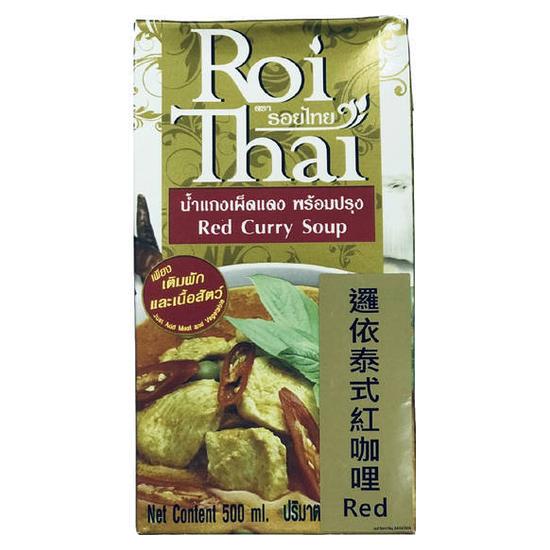 Roi
ตรา รอยไทย
Thai
น้ำแกงเผ็ดแดง พร้อมปรุง
Red Curry Soup
เพียง
เติมผัก
และเนื้อสัตว์
Just Add Meat and Vegetable
邏依泰式紅咖哩
Red
Net Content 500 ml. ปริมาต